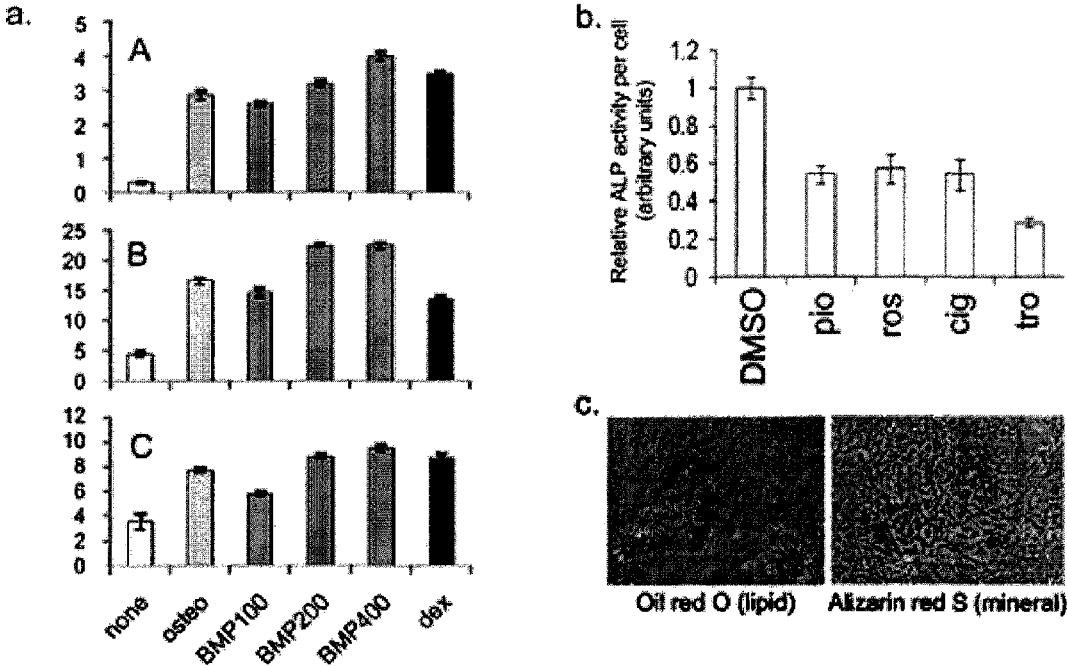 a.
A
5
4
3
2
1
0
B
25
20
15
10
5
0
C
12
10
8
6
4
2
0
none
osteo
BMP100
BMP200
BMP400
dex
b.
Relative ALP activity per cell
(arbitrary units)
1.2
1
0.8
0.6
0.4
0.2
0
DMSO
pio
ros
cig
tro
c.
Oil red O (lipid)
Alizarin red S (mineral)